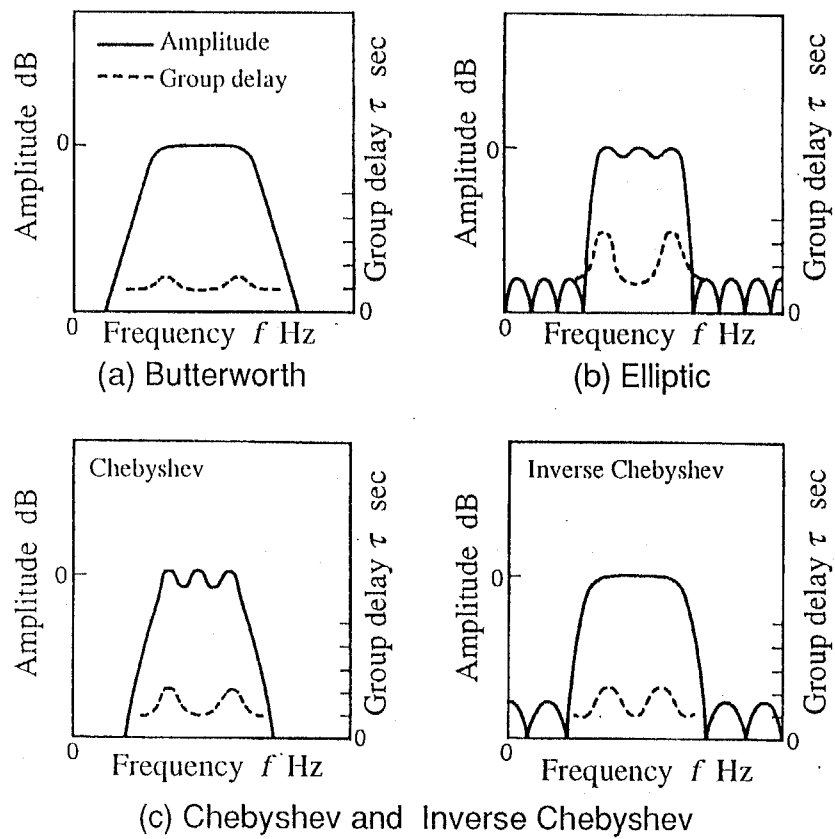 Amplitude
Group delay
Amplitude dB
0
0
Frequency f Hz
0
Group delay τ sec
(a) Butterworth
Amplitude dB
0
0
Frequency f Hz
0
Group delay τ sec
(b) Elliptic
Chebyshev
Amplitude dB
0
0
Frequency f Hz
0
Group delay τ sec
Inverse Chebyshev
Amplitude dB
0
0
Frequency f Hz
0
Group delay τ sec
(c) Chebyshev and Inverse Chebyshev